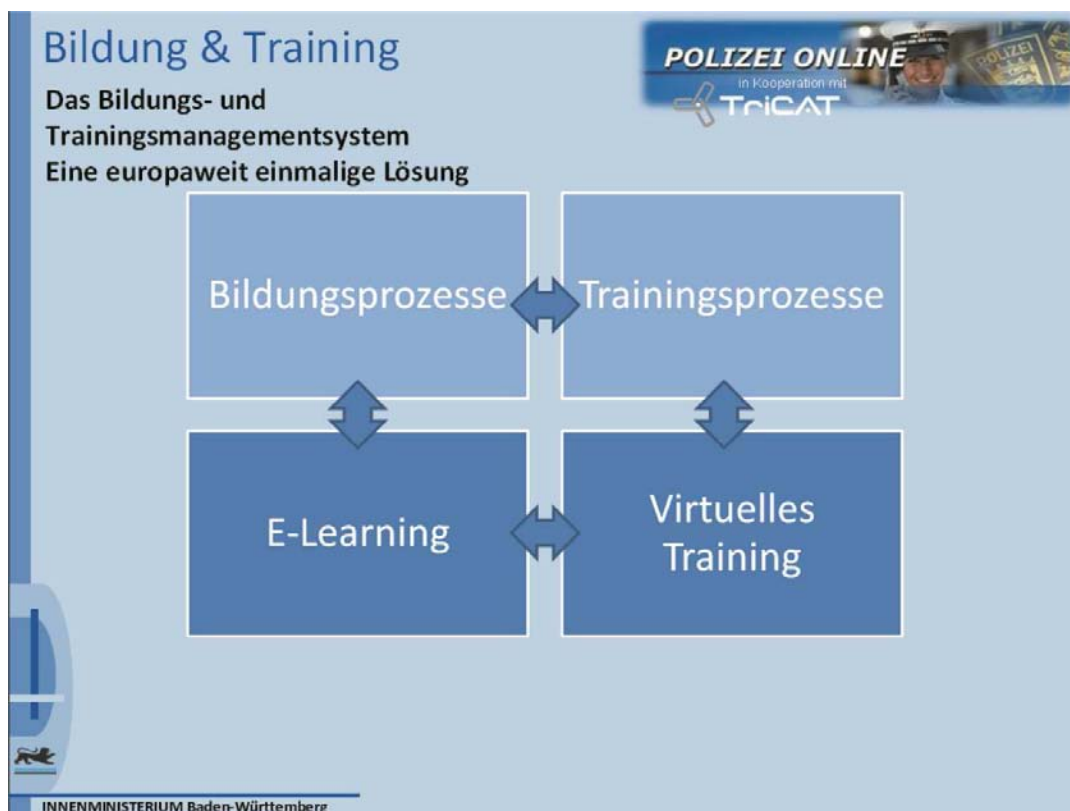 Bildung & Training
Das Bildungs- und
Trainingsmanagementsystem
Eine europaweit einmalige Lösung
POLIZEI ONLINE
in Kooperation mit
TriCAT
POLIZEI
Bildungsprozesse
Trainingsprozesse
E-Learning
Virtuelles
Training
INNENMINISTERIUM Baden-Württemberg